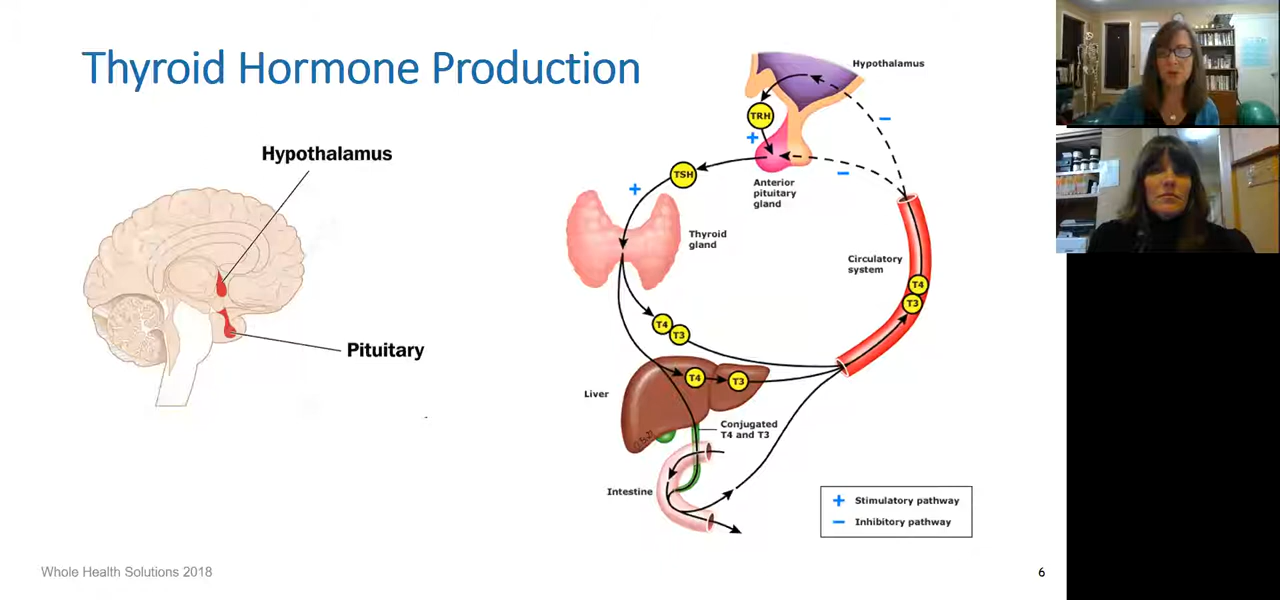 Thyroid Hormone Production
Hypothalamus
Pituitary
Hypothalamus
TRH
+
−
−
TSH
+
Anterior
pituitary
gland
Thyroid
gland
Circulatory
system
T4
T3
T4
T3
Liver
T4
T3
Conjugated
T4 and T3
Intestine
+ Stimulatory pathway
− Inhibitory pathway
Whole Health Solutions 2018
6